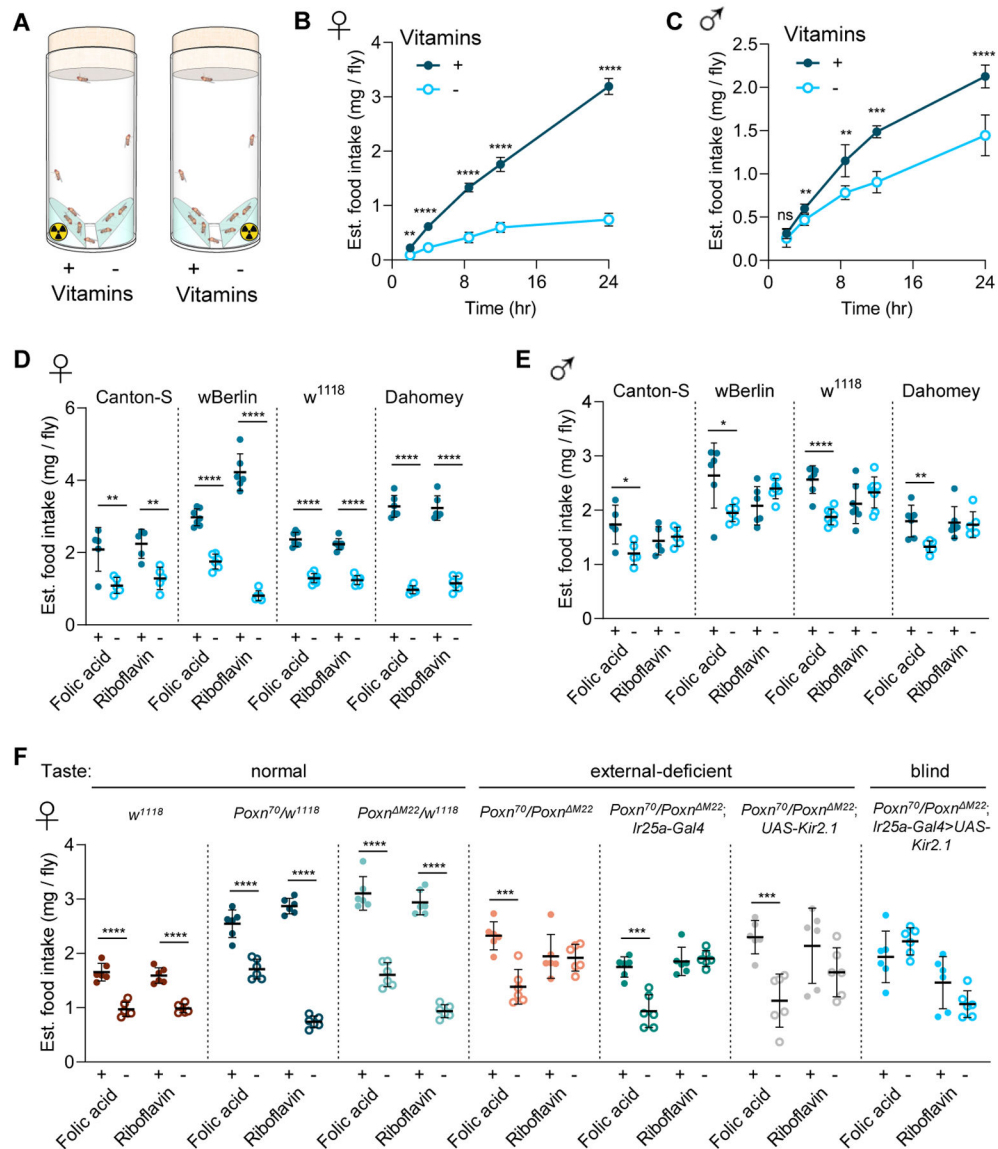 A
+ -
Vitamins
+ -
Vitamins
B ♀
Vitamins
+
-
Est. food intake (mg / fly)
4
3
2
1
0
** **** **** **** ****
0 8 16 24
Time (hr)
C ♂
Vitamins
+
-
Est. food intake (mg / fly)
2.5
2.0
1.5
1.0
0.5
0.0
ns ** ** *** ****
0 8 16 24
Time (hr)
D ♀
Canton-S wBerlin w1118 Dahomey
Est. food intake (mg / fly)
6
4
2
0
** ** **** **** **** **** **** ****
+ - + - + - + - + - + - + - + -
Folic acid Riboflavin Folic acid Riboflavin Folic acid Riboflavin Folic acid Riboflavin
E ♂
Canton-S wBerlin w1118 Dahomey
Est. food intake (mg / fly)
4
3
2
1
0
* * **** **
+ - + - + - + - + - + - + - + -
Folic acid Riboflavin Folic acid Riboflavin Folic acid Riboflavin Folic acid Riboflavin
F
Taste: normal external-deficient blind
♀
w1118 Poxn70/w1118 PoxnΔM22/w1118 Poxn70/PoxnΔM22 Poxn70/PoxnΔM22; Poxn70/PoxnΔM22; Poxn70/PoxnΔM22;
Ir25a-Gal4 UAS-Kir2.1 Ir25a-Gal4>UAS-
Kir2.1
Est. food intake (mg / fly)
4
3
2
1
0
**** **** **** **** **** **** *** *** ***
+ - + - + - + - + - + - + - + - + - + - + - + - + - + -
Folic acid Riboflavin Folic acid Riboflavin Folic acid Riboflavin Folic acid Riboflavin Folic acid Riboflavin Folic acid Riboflavin Folic acid Riboflavin